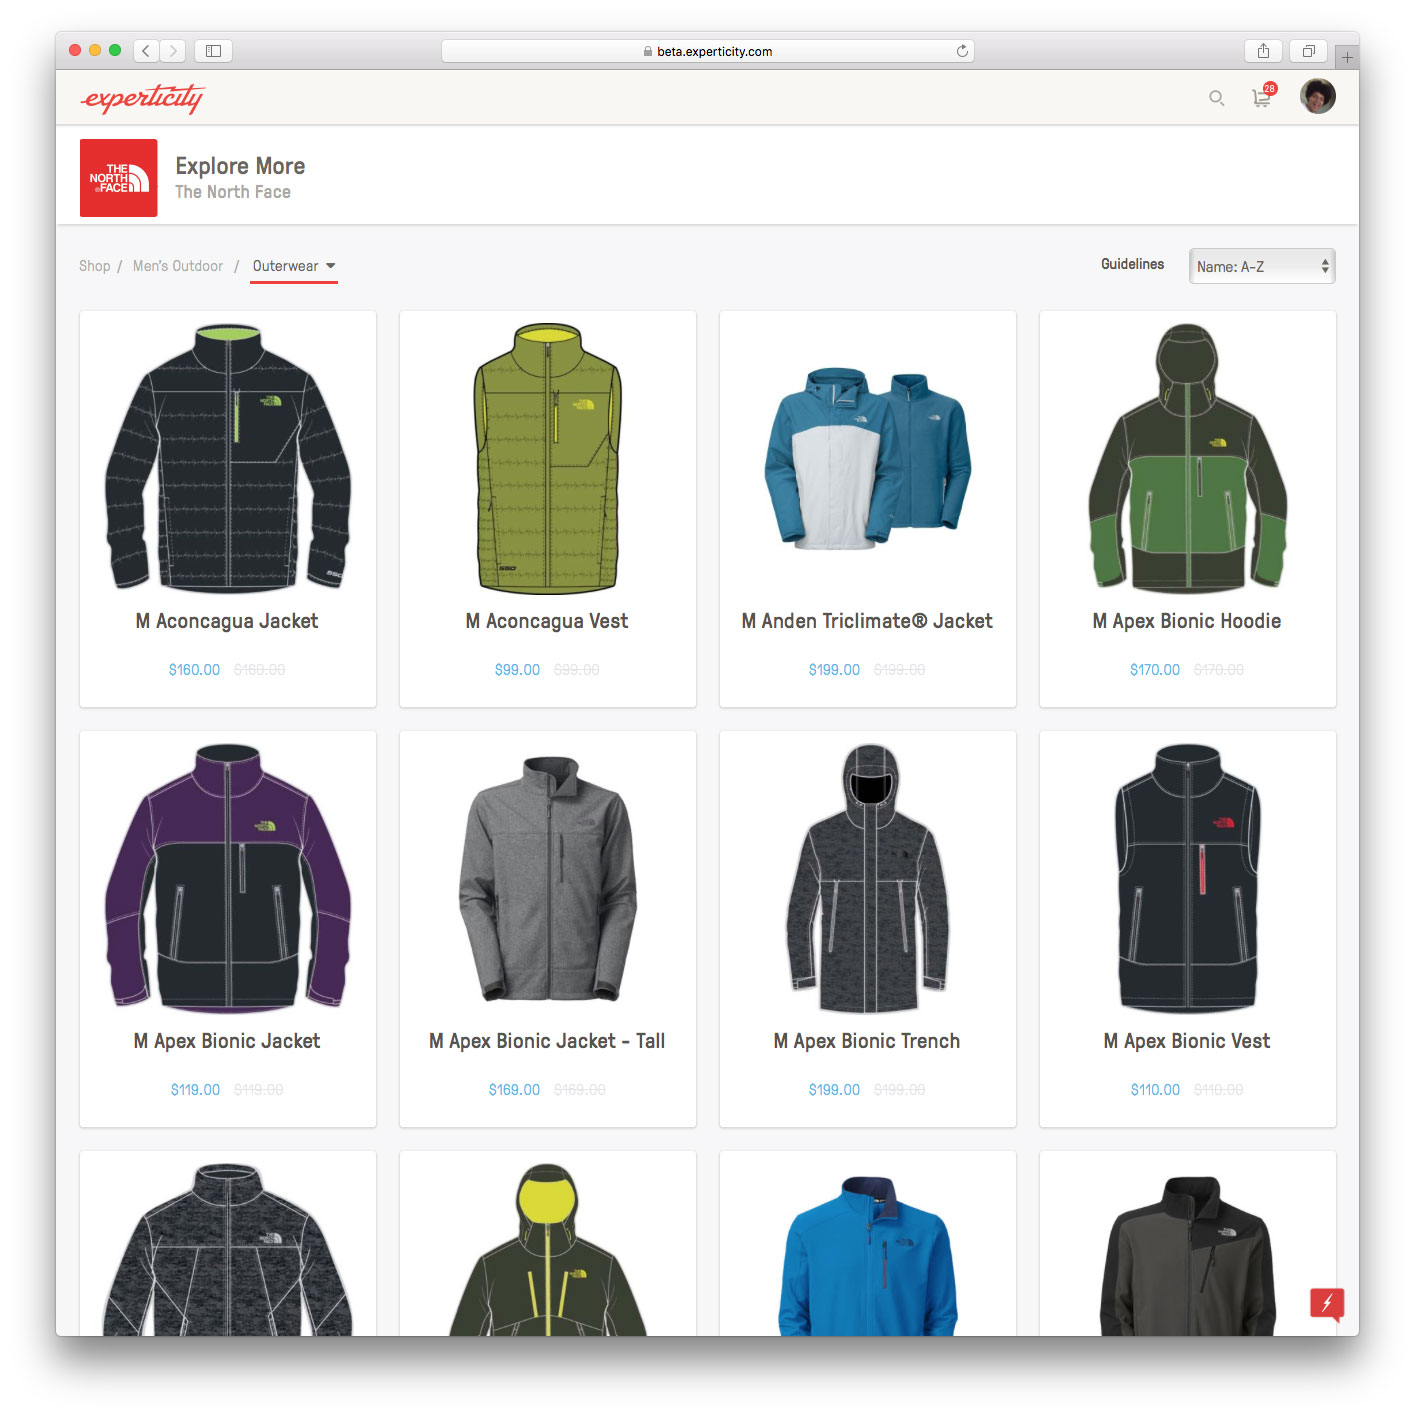 beta.experticity.com
experticity
28
THE
NORTH
FACE
Explore More
The North Face
Shop / Men's Outdoor / Outerwear
Guidelines
Name: A-Z
M Aconcagua Jacket
$160.00 $160.00
M Aconcagua Vest
$99.00 $99.00
M Anden Triclimate® Jacket
$199.00 $199.00
M Apex Bionic Hoodie
$170.00 $170.00
M Apex Bionic Jacket
$119.00 $119.00
M Apex Bionic Jacket - Tall
$169.00 $169.00
M Apex Bionic Trench
$199.00 $199.00
M Apex Bionic Vest
$110.00 $110.00